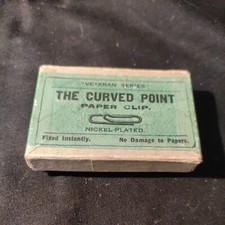 "VETERAN SERIES"
THE CURVED POINT
PAPER CLIP.
NICKEL-PLATED.
Fixed Instantly. No Damage to Papers.